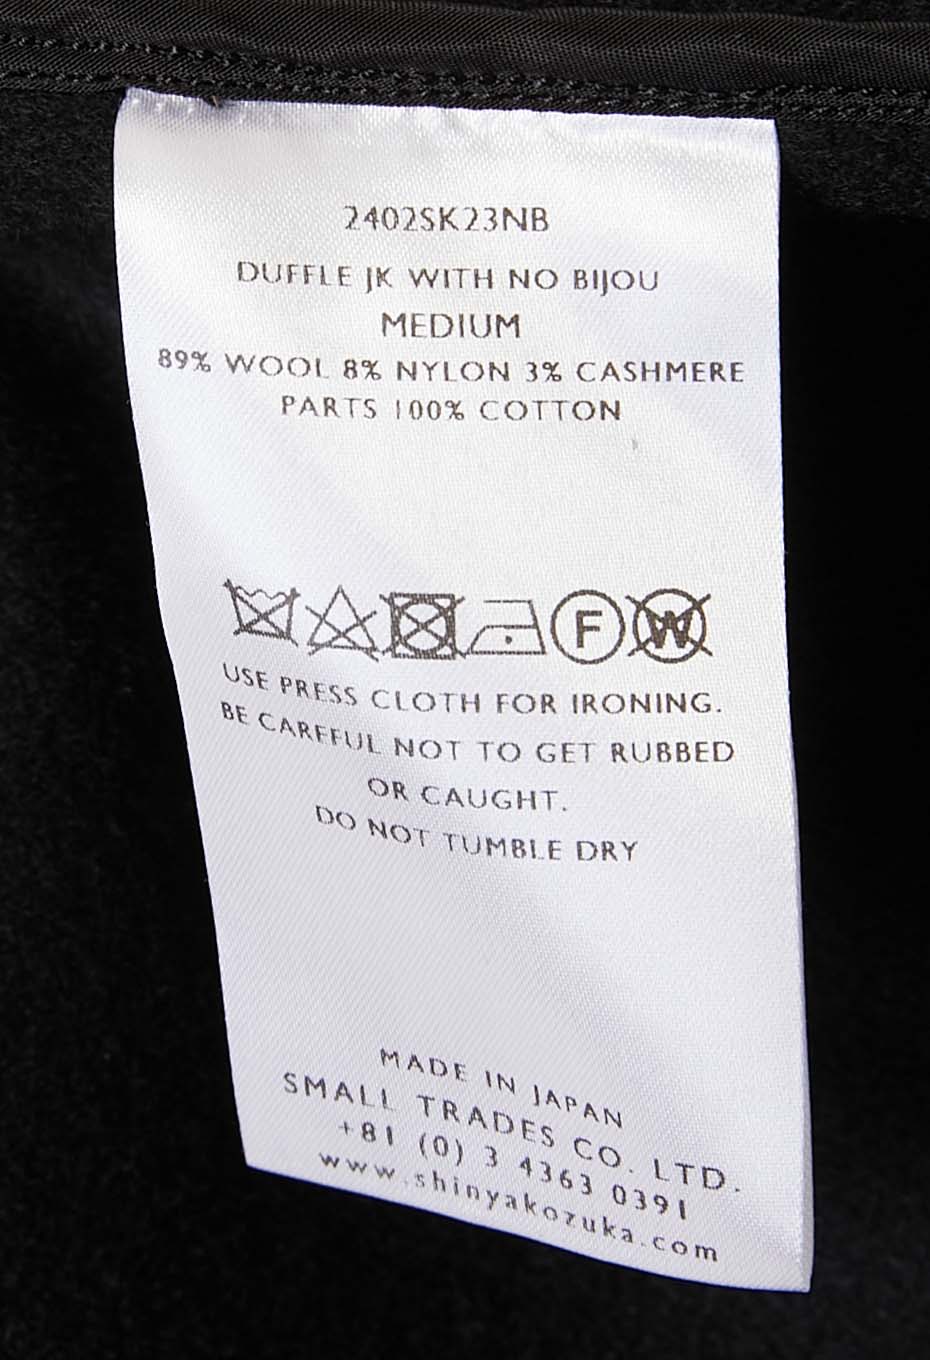 2402SK23NB
DUFFLE JK WITH NO BIJOU
MEDIUM
89% WOOL 8% NYLON 3% CASHMERE
PARTS 100% COTTON
F W
USE PRESS CLOTH FOR IRONING.
BE CAREFUL NOT TO GET RUBBED
OR CAUGHT.
DO NOT TUMBLE DRY
MADE IN JAPAN
SMALL TRADES CO. LTD.
+81 (0) 3 4363 0391
www.shinyakozuka.com